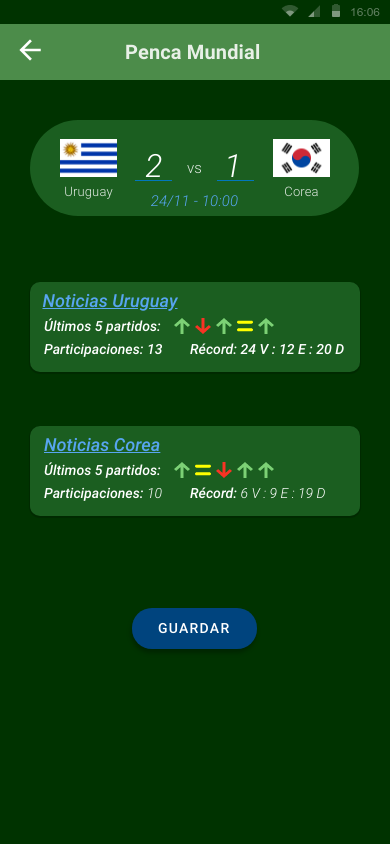 16:06
Penca Mundial
2 vs 1
Uruguay Corea
24/11 - 10:00
Noticias Uruguay
Últimos 5 partidos:
Participaciones: 13 Récord: 24 V : 12 E : 20 D
Noticias Corea
Últimos 5 partidos:
Participaciones: 10 Récord: 6 V : 9 E : 19 D
GUARDAR